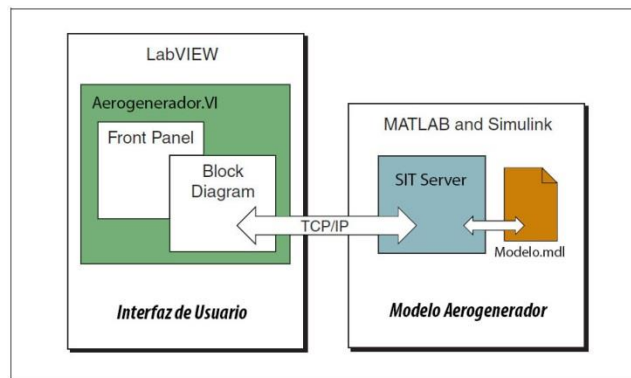 LabVIEW
Aerogenerador.VI
Front Panel
Block
Diagram
Interfaz de Usuario
TCP/IP
MATLAB and Simulink
SIT Server
Modelo.mdl
Modelo Aerogenerador